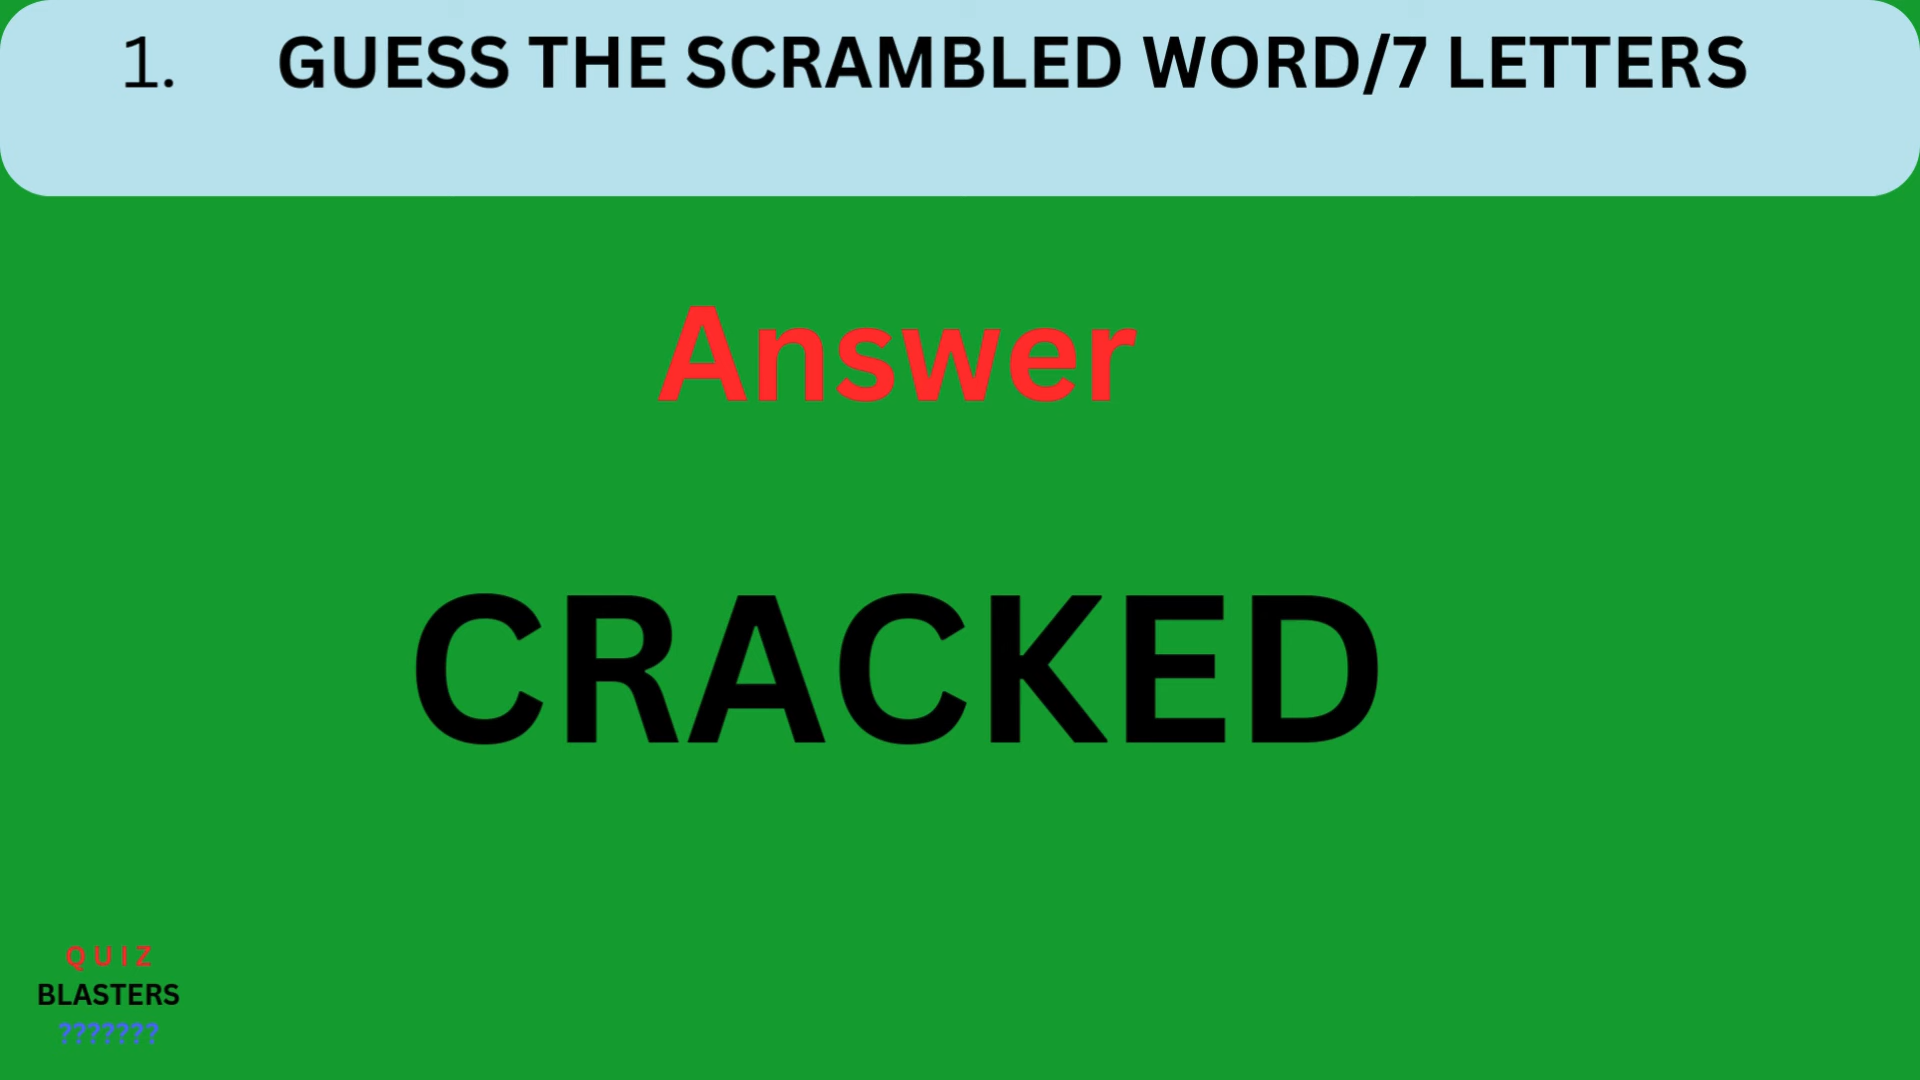 1. GUESS THE SCRAMBLED WORD/7 LETTERS
Answer
CRACKED
QUIZ
BLASTERS
???????